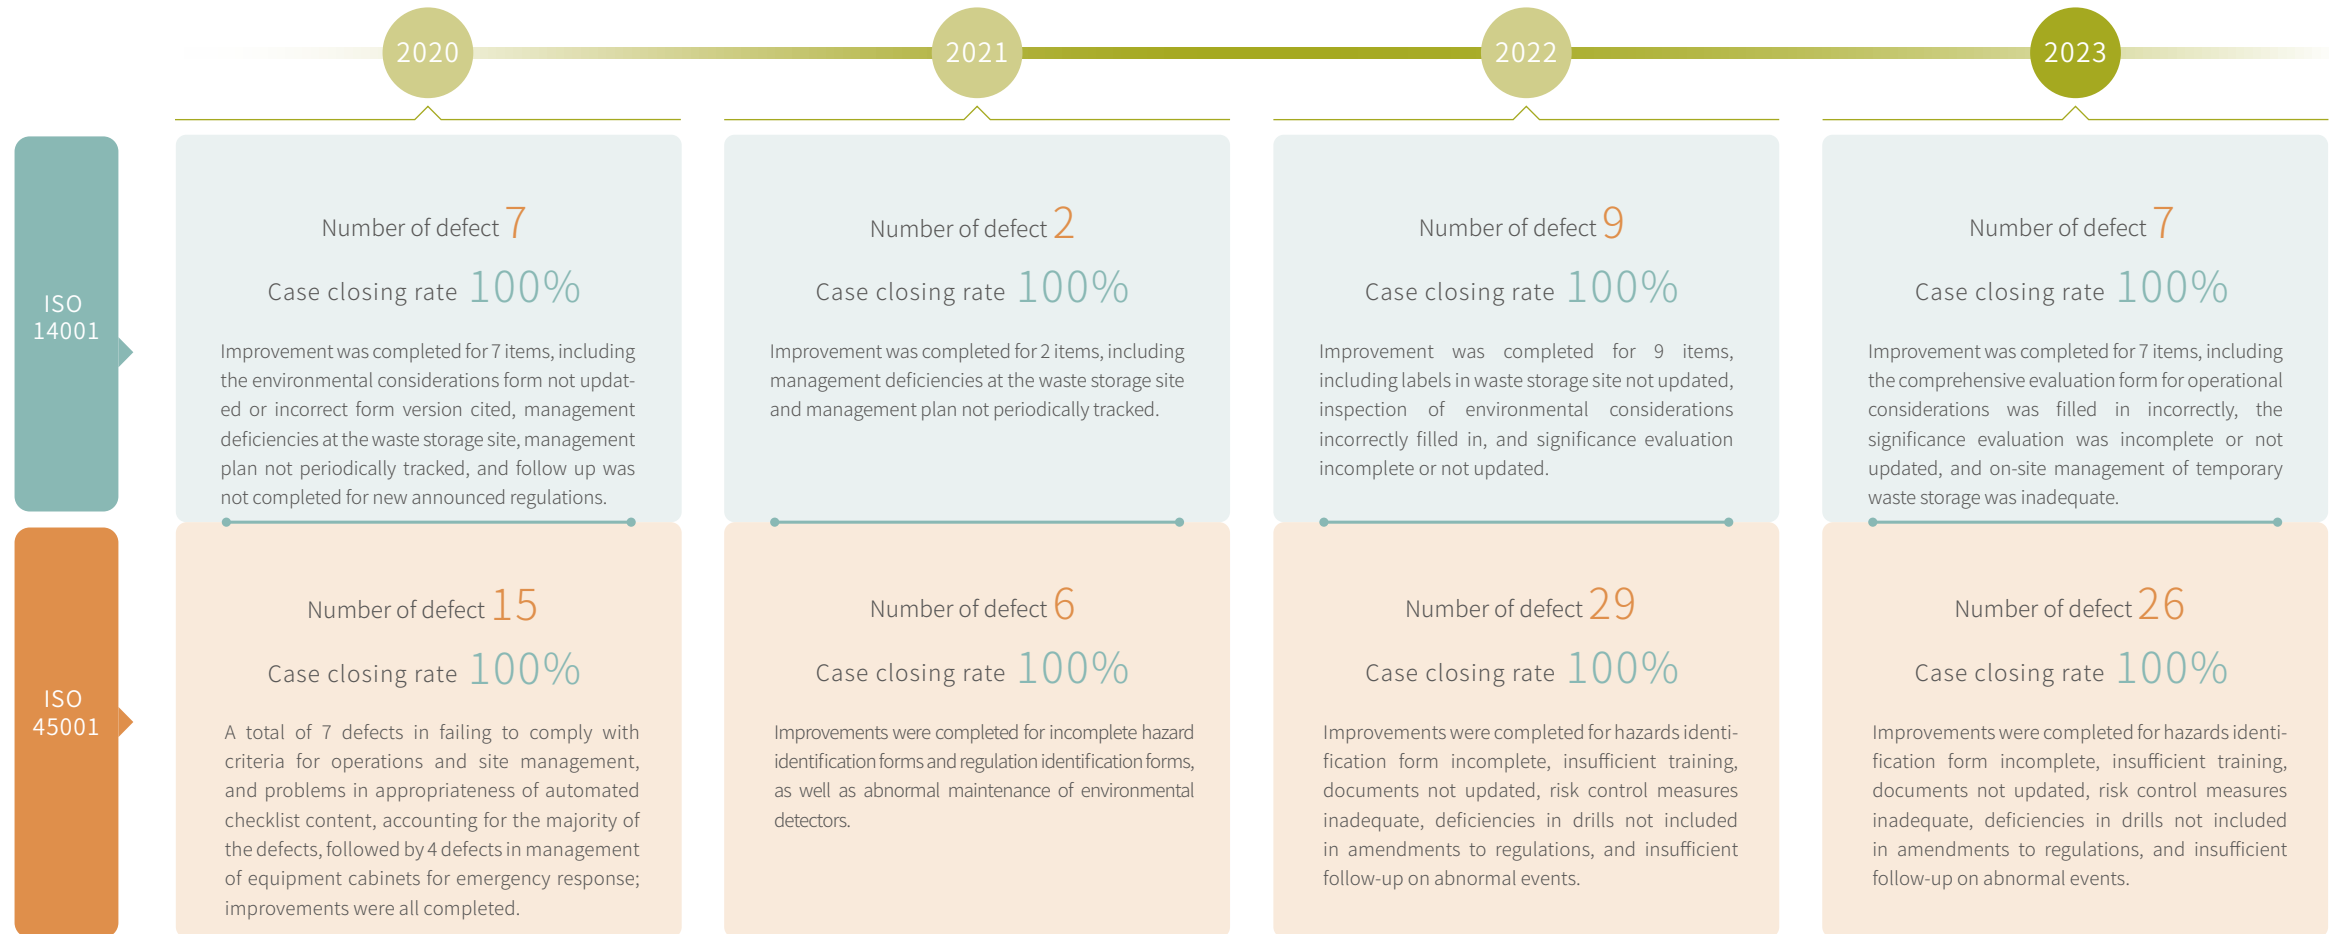 2020
2021
2022
2023
ISO
14001
Number of defect 7
Case closing rate 100%
Improvement was completed for 7 items, including
the environmental considerations form not updat-
ed or incorrect form version cited, management
deficiencies at the waste storage site, management
plan not periodically tracked, and follow up was
not completed for new announced regulations.
Number of defect 2
Case closing rate 100%
Improvement was completed for 2 items, including
management deficiencies at the waste storage site
and management plan not periodically tracked.
Number of defect 9
Case closing rate 100%
Improvement was completed for 9 items,
including labels in waste storage site not updated,
inspection of environmental considerations
incorrectly filled in, and significance evaluation
incomplete or not updated.
Number of defect 7
Case closing rate 100%
Improvement was completed for 7 items, including
the comprehensive evaluation form for operational
considerations was filled in incorrectly, the
significance evaluation was incomplete or not
updated, and on-site management of temporary
waste storage was inadequate.
ISO
45001
Number of defect 15
Case closing rate 100%
A total of 7 defects in failing to comply with
criteria for operations and site management,
and problems in appropriateness of automated
checklist content, accounting for the majority of
the defects, followed by 4 defects in management
of equipment cabinets for emergency response;
improvements were all completed.
Number of defect 6
Case closing rate 100%
Improvements were completed for incomplete hazard
identification forms and regulation identification forms,
as well as abnormal maintenance of environmental
detectors.
Number of defect 29
Case closing rate 100%
Improvements were completed for hazards identi-
fication form incomplete, insufficient training,
documents not updated, risk control measures
inadequate, deficiencies in drills not included
in amendments to regulations, and insufficient
follow-up on abnormal events.
Number of defect 26
Case closing rate 100%
Improvements were completed for hazards identi-
fication form incomplete, insufficient training,
documents not updated, risk control measures
inadequate, deficiencies in drills not included
in amendments to regulations, and insufficient
follow-up on abnormal events.